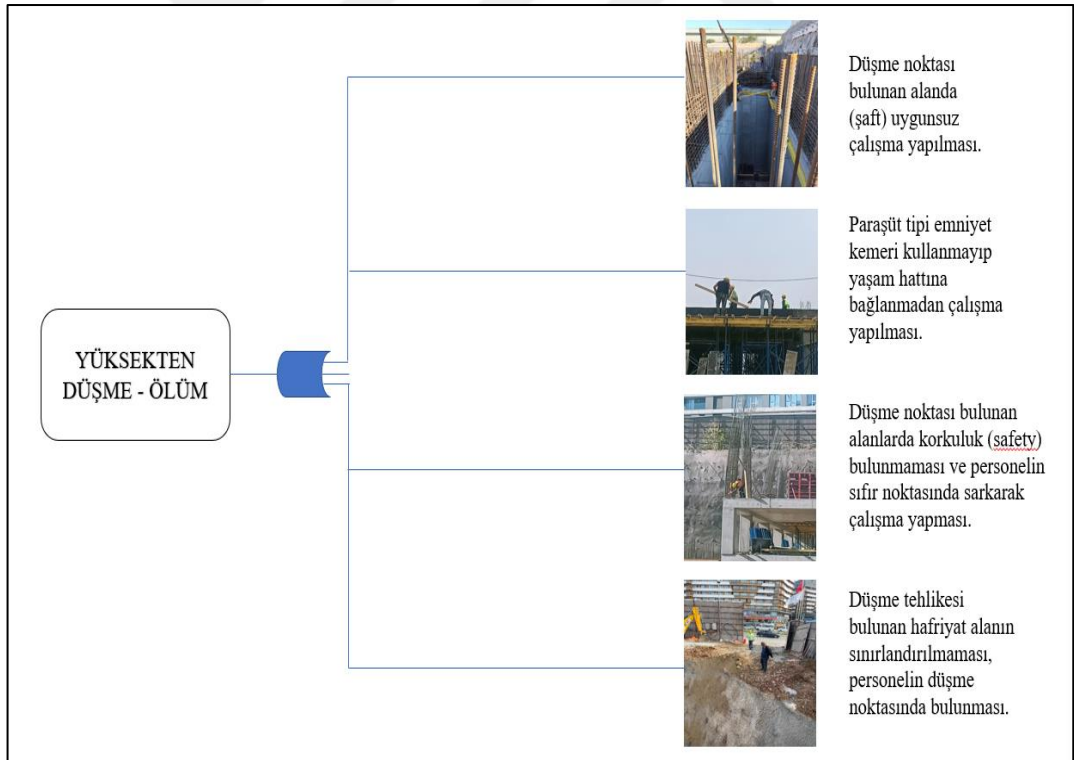 YÜKSEKTEN
DÜŞME - ÖLÜM
Düşme noktası
bulunan alanda
(şaft) uygunsuz
çalışma yapılması.
Paraşüt tipi emniyet
kemeri kullanmayıp
yaşam hattına
bağlanmadan çalışma
yapılması.
Düşme noktası bulunan
alanlarda korkuluk (safety)
bulunmaması ve personelin
sıfır noktasında sarkarak
çalışma yapması.
Düşme tehlikesi
bulunan hafriyat alanın
sınırlandırılmaması,
personelin düşme
noktasında bulunması.